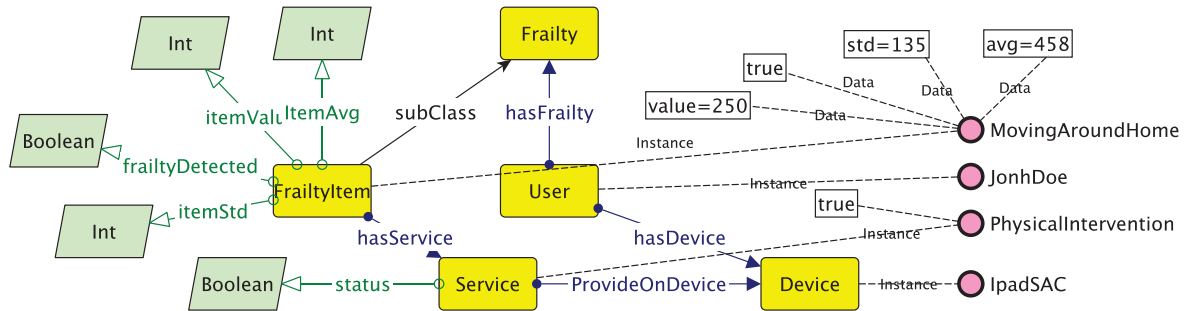 Int
Int
Frailty
std=135
avg=458
true
Data
Data
Data
value=250
Data
itemValu
ItemAvg
subClass
hasFrailty
MovingAroundHome
Boolean
Instance
frailtyDetected
FrailtyItem
User
Instance
JonhDoe
itemStd
true
Int
hasService
hasDevice
Instance
PhysicalIntervention
Boolean
status
Service
ProvideOnDevice
Device
Instance
IpadSAC